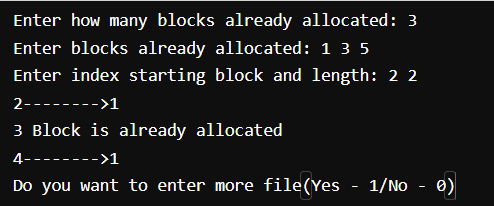 Enter how many blocks already allocated: 3
Enter blocks already allocated: 1 3 5
Enter index starting block and length: 2 2
2-------->1
3 Block is already allocated
4-------->1
Do you want to enter more file(Yes - 1/No - 0)